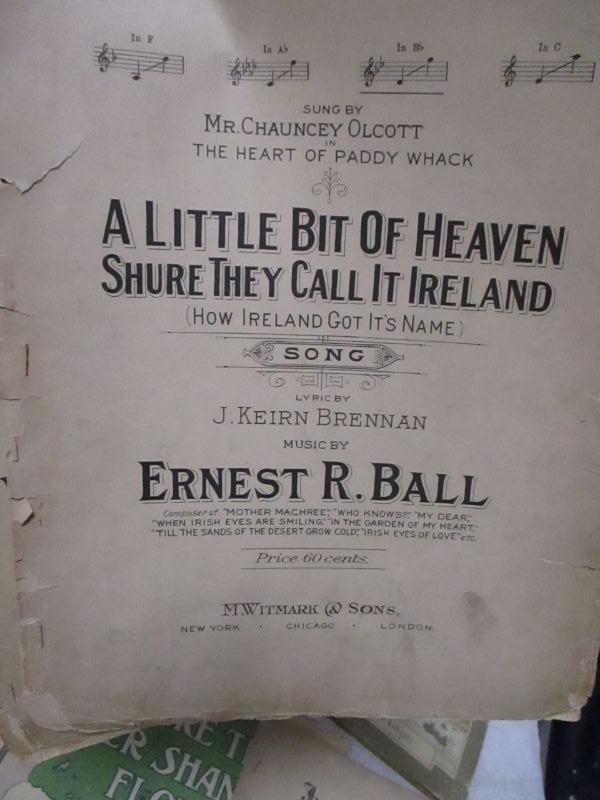 In F In A♭ In B♭ In C
SUNG BY
MR. CHAUNCEY OLCOTT
IN
THE HEART OF PADDY WHACK
A LITTLE BIT OF HEAVEN
SHURE THEY CALL IT IRELAND
(HOW IRELAND GOT IT'S NAME)
SONG
LYRIC BY
J. KEIRN BRENNAN
MUSIC BY
ERNEST R. BALL
Composer of "MOTHER MACHREE," "WHO KNOWS?," "MY DEAR,"
"WHEN IRISH EYES ARE SMILING," "IN THE GARDEN OF MY HEART,"
"TILL THE SANDS OF THE DESERT GROW COLD," "IRISH EYES OF LOVE" etc.
Price 60 cents.
M. WITMARK & SONS,
NEW YORK · CHICAGO · LONDON.